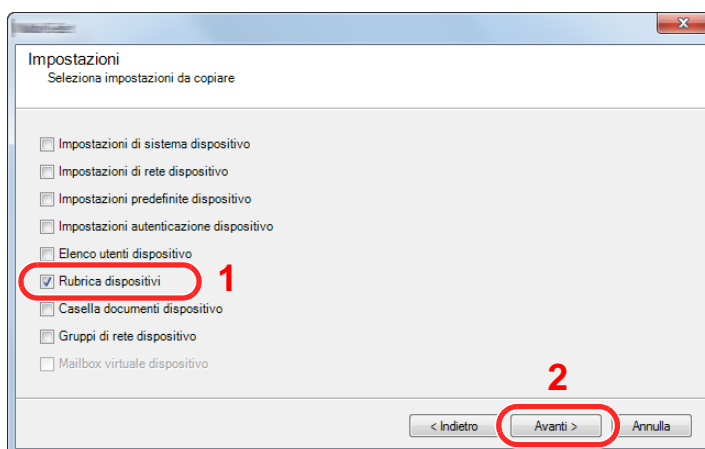 Impostazioni
Seleziona impostazioni da copiare
Impostazioni di sistema dispositivo
Impostazioni di rete dispositivo
Impostazioni predefinite dispositivo
Impostazioni autenticazione dispositivo
Elenco utenti dispositivo
Rubrica dispositivi 1
Casella documenti dispositivo
Gruppi di rete dispositivo
Mailbox virtuale dispositivo
2
< Indietro Avanti > Annulla